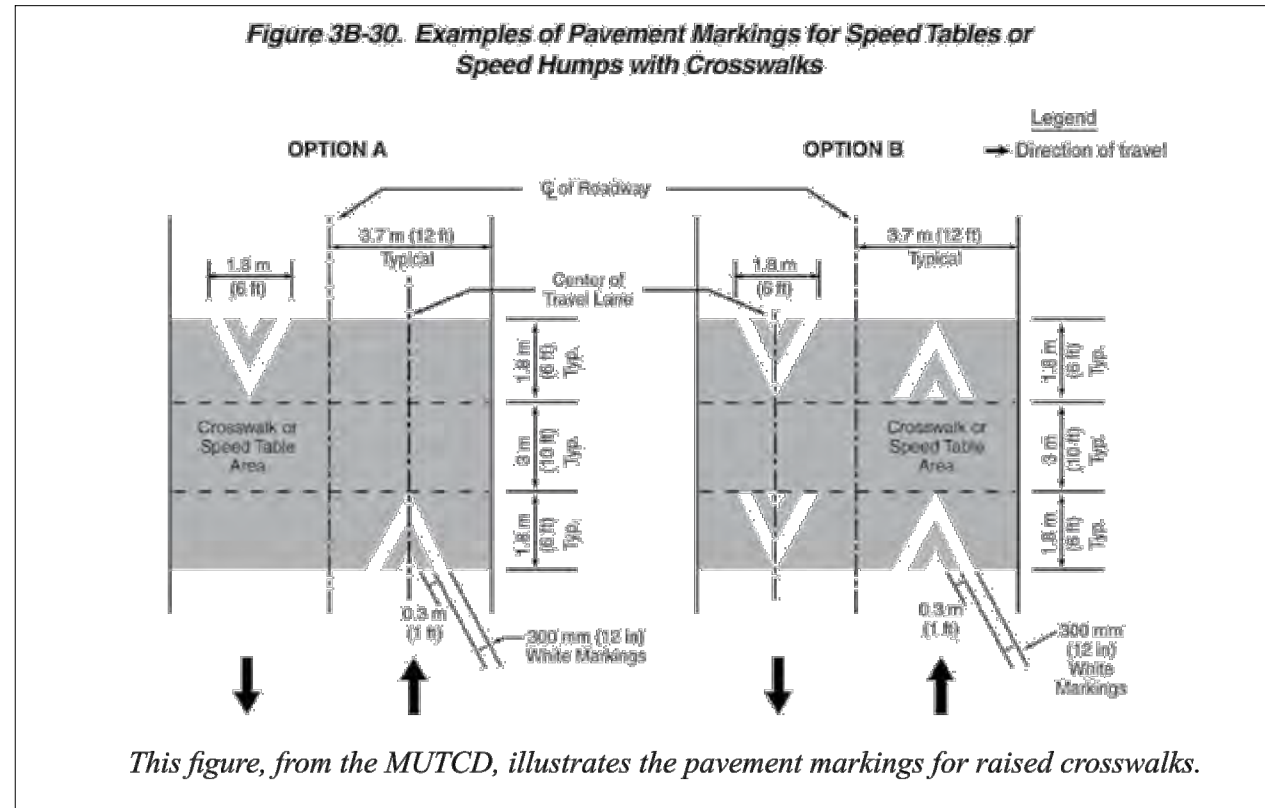 Figure 3B-30. Examples of Pavement Markings for Speed Tables or
Speed Humps with Crosswalks
Legend
Direction of travel
OPTION A
OPTION B
℄ of Roadway
3.7 m (12 ft)
Typical
3.7 m (12 ft)
Typical
1.8 m
(6 ft)
Center of
Travel Lane
1.8 m
(6 ft)
1.8 m
(6 ft)
Typ.
1.8 m
(6 ft)
Typ.
Crosswalk or
Speed Table
Area
3 m
(10 ft)
Typ.
Crosswalk or
Speed Table
Area
3 m
(10 ft)
Typ.
1.8 m
(6 ft)
Typ.
1.8 m
(6 ft)
Typ.
0.3 m
(1 ft)
300 mm (12 in)
White Markings
0.3 m
(1 ft)
300 mm
(12 in)
White
Markings
This figure, from the MUTCD, illustrates the pavement markings for raised crosswalks.